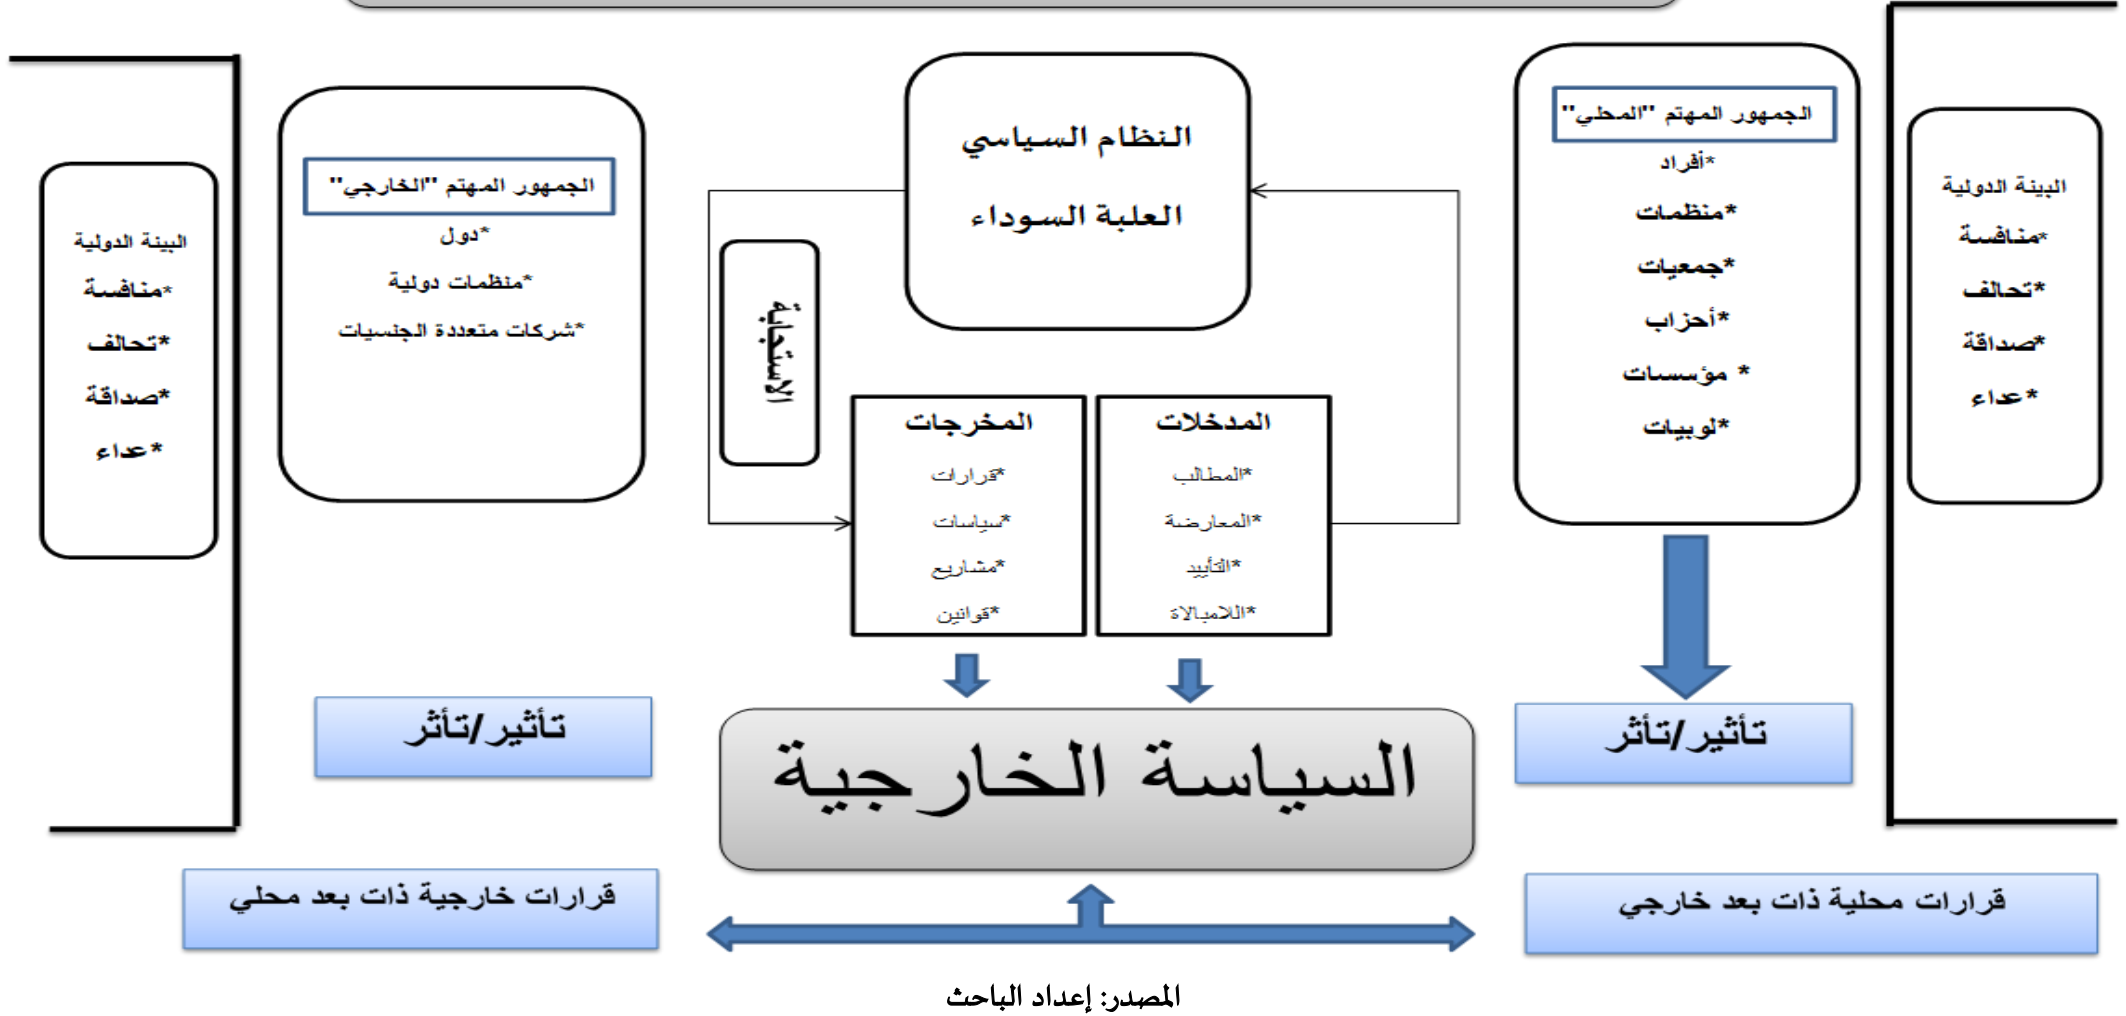 البيئة الدولية
*منافسة
*تحالف
*صداقة
*عداء
الجمهور المهتم "المحلي"
*أفراد
*منظمات
*جمعيات
*أحزاب
* مؤسسات
*لوبيات
تأثير/تأثر
النظام السياسي
العلبة السوداء
المدخلات
*المطالب
*المعارضة
*التأييد
*اللامبالاة
المخرجات
*قرارات
*سياسات
*مشاريع
*قوانين
الاستجابة
الجمهور المهتم "الخارجي"
*دول
*منظمات دولية
*شركات متعددة الجنسيات
تأثير/تأثر
البيئة الدولية
*منافسة
*تحالف
*صداقة
*عداء
السياسة الخارجية
قرارات محلية ذات بعد خارجي
قرارات خارجية ذات بعد محلي
المصدر: إعداد الباحث